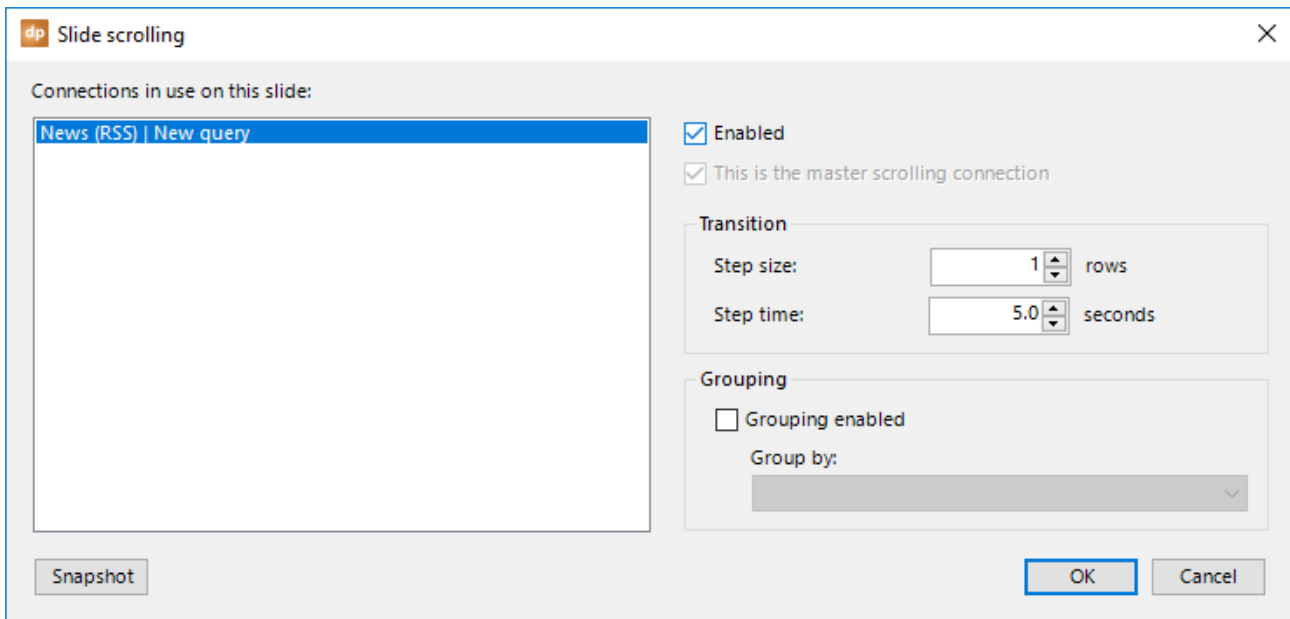 dp Slide scrolling
Connections in use on this slide:
News (RSS) | New query
Enabled
This is the master scrolling connection
Transition
Step size: 1 rows
Step time: 5.0 seconds
Grouping
Grouping enabled
Group by:
Snapshot OK Cancel